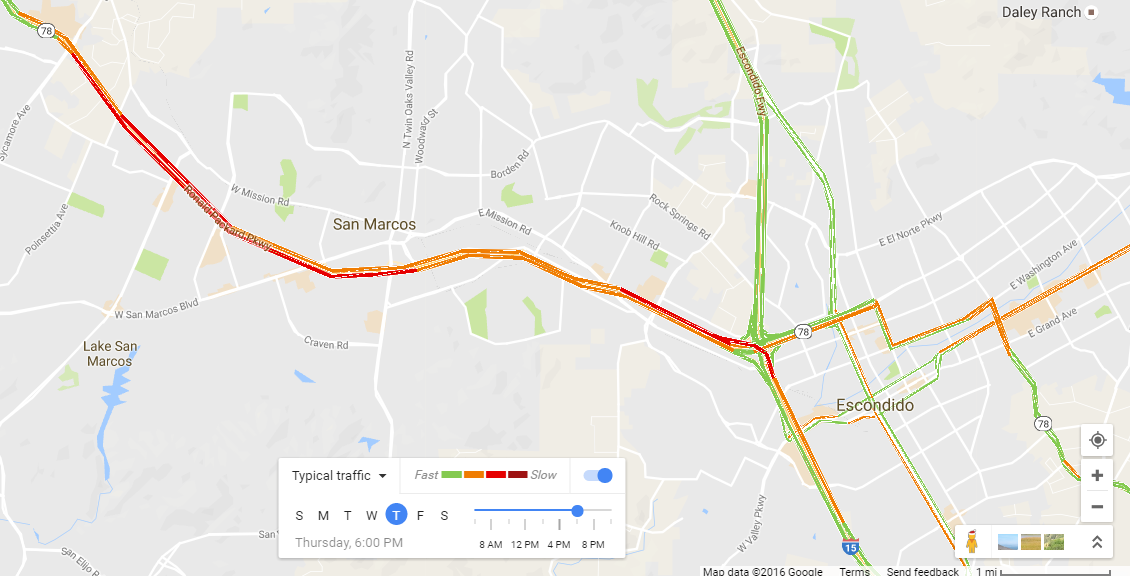 Daley Ranch
78
Escondido Fwy
N Twin Oaks Valley Rd
Woodward St
Sycamore Ave
Borden Rd
W Mission Rd
Ronald Packard Pkwy
Poinsettia Ave
San Marcos
E Mission Rd
Rock Springs Rd
Knob Hill Rd
E El Norte Pkwy
E Washington Ave
W San Marcos Blvd
E Grand Ave
78
Craven Rd
Lake San
Marcos
Escondido
78
Typical traffic
Fast
Slow
S M T W T F S
Thursday, 6:00 PM
8 AM 12 PM 4 PM 8 PM
San
San Elijo R
W Valley Pkwy
15
Map data ©2016 Google Terms Send feedback 1 mi